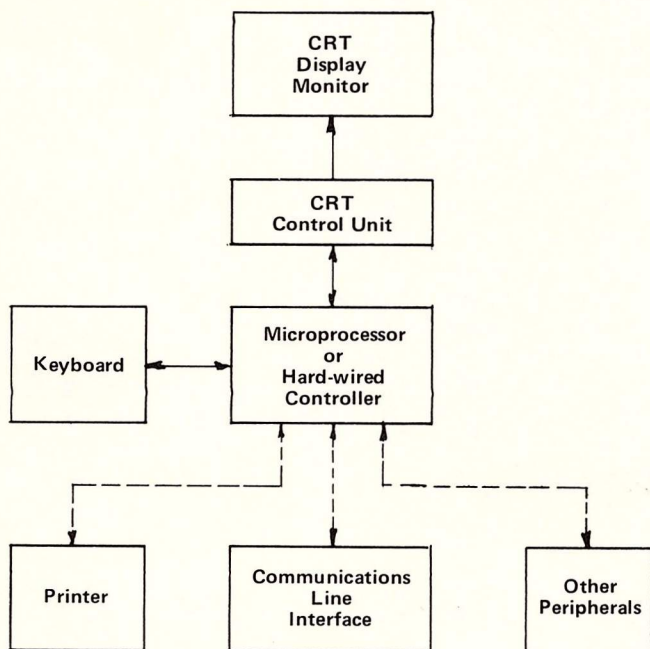 CRT
Display
Monitor
CRT
Control Unit
Keyboard
Microprocessor
or
Hard-wired
Controller
Printer
Communications
Line
Interface
Other
Peripherals